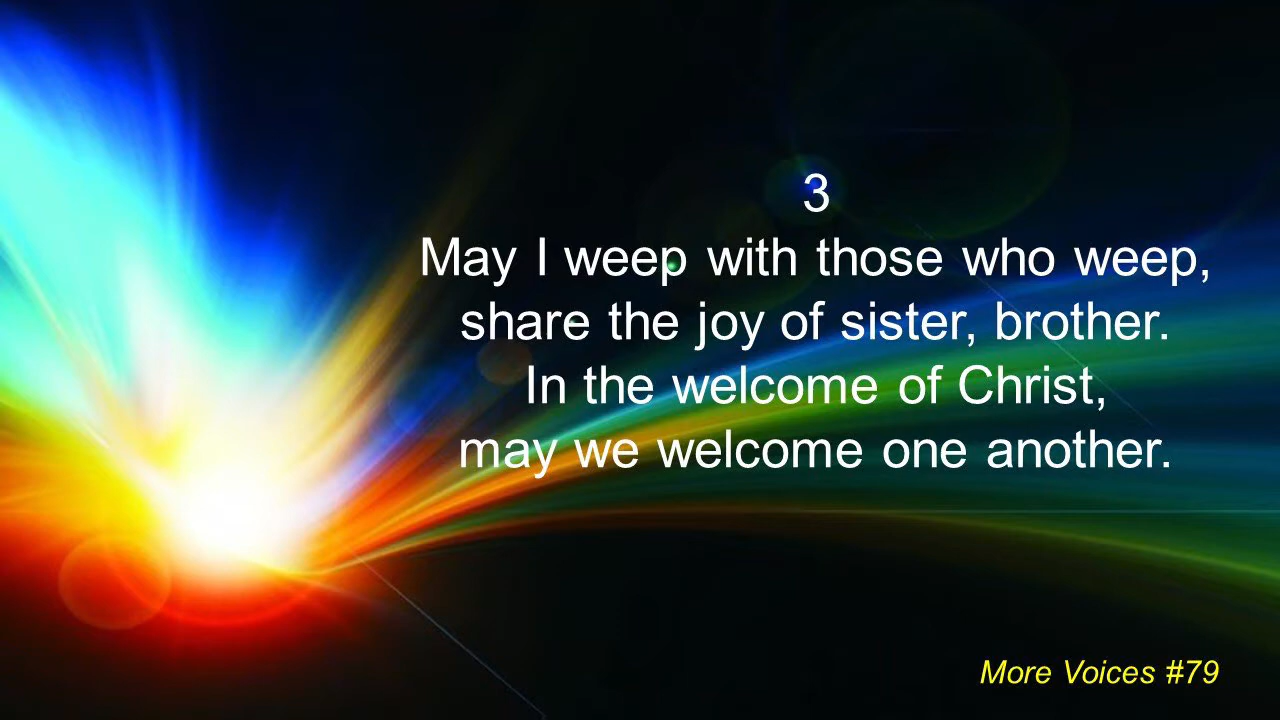 3
May I weep with those who weep,
share the joy of sister, brother.
In the welcome of Christ,
may we welcome one another.
More Voices #79